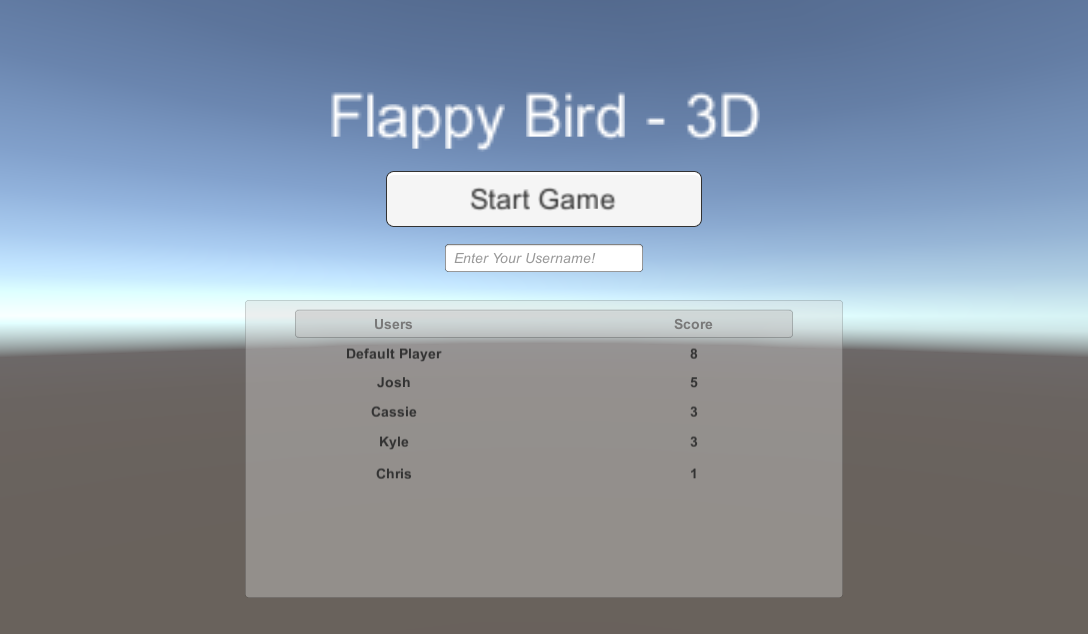 Flappy Bird - 3D
Start Game
Enter Your Username!
Users Score
Default Player 8
Josh 5
Cassie 3
Kyle 3
Chris 1